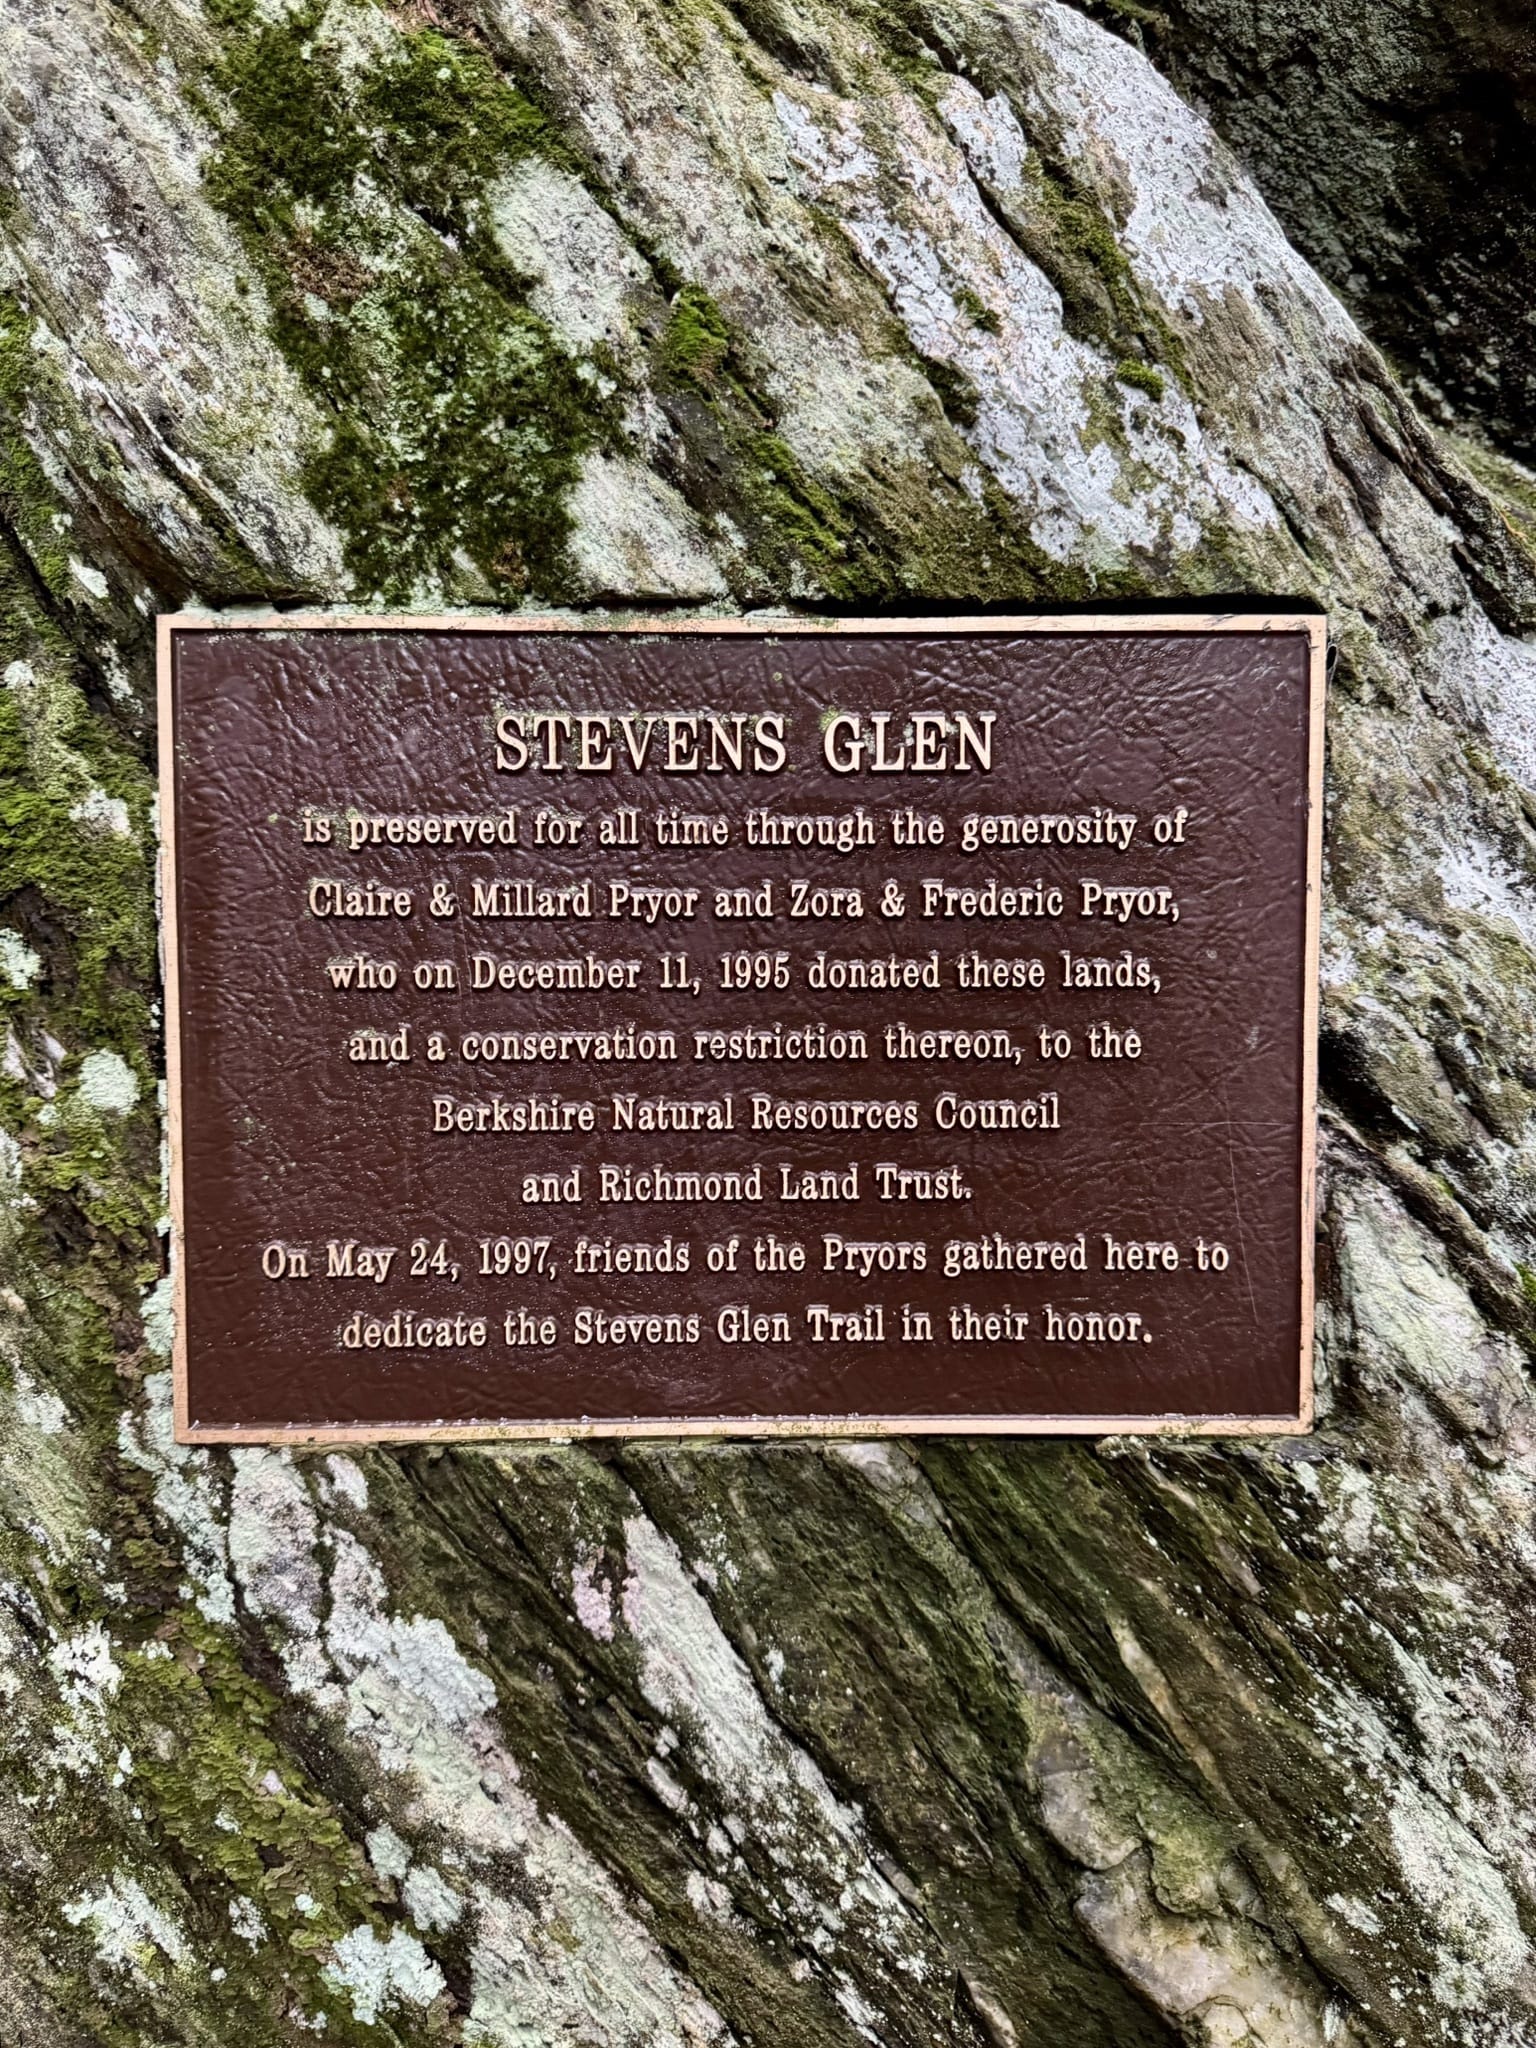 STEVENS GLEN
is preserved for all time through the generosity of
Claire & Millard Pryor and Zora & Frederic Pryor,
who on December 11, 1995 donated these lands,
and a conservation restriction thereon, to the
Berkshire Natural Resources Council
and Richmond Land Trust.
On May 24, 1997, friends of the Pryors gathered here to
dedicate the Stevens Glen Trail in their honor.